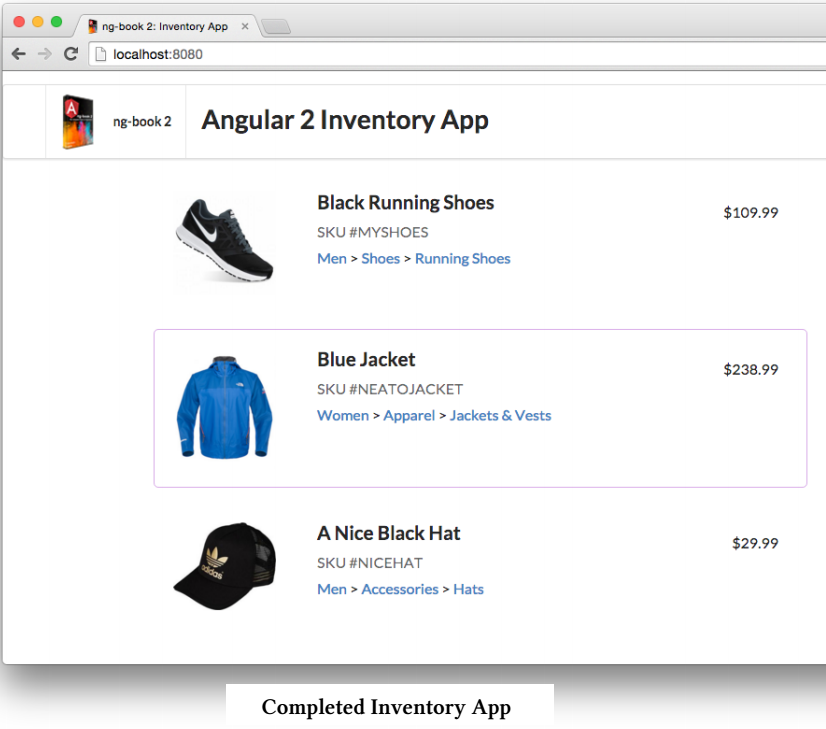 ng-book 2: Inventory App
localhost:8080
ng-book 2
Angular 2 Inventory App
Black Running Shoes
$109.99
SKU #MYSHOES
Men > Shoes > Running Shoes
Blue Jacket
$238.99
SKU #NEATOJACKET
Women > Apparel > Jackets & Vests
A Nice Black Hat
$29.99
SKU #NICEHAT
Men > Accessories > Hats
adidas
Completed Inventory App